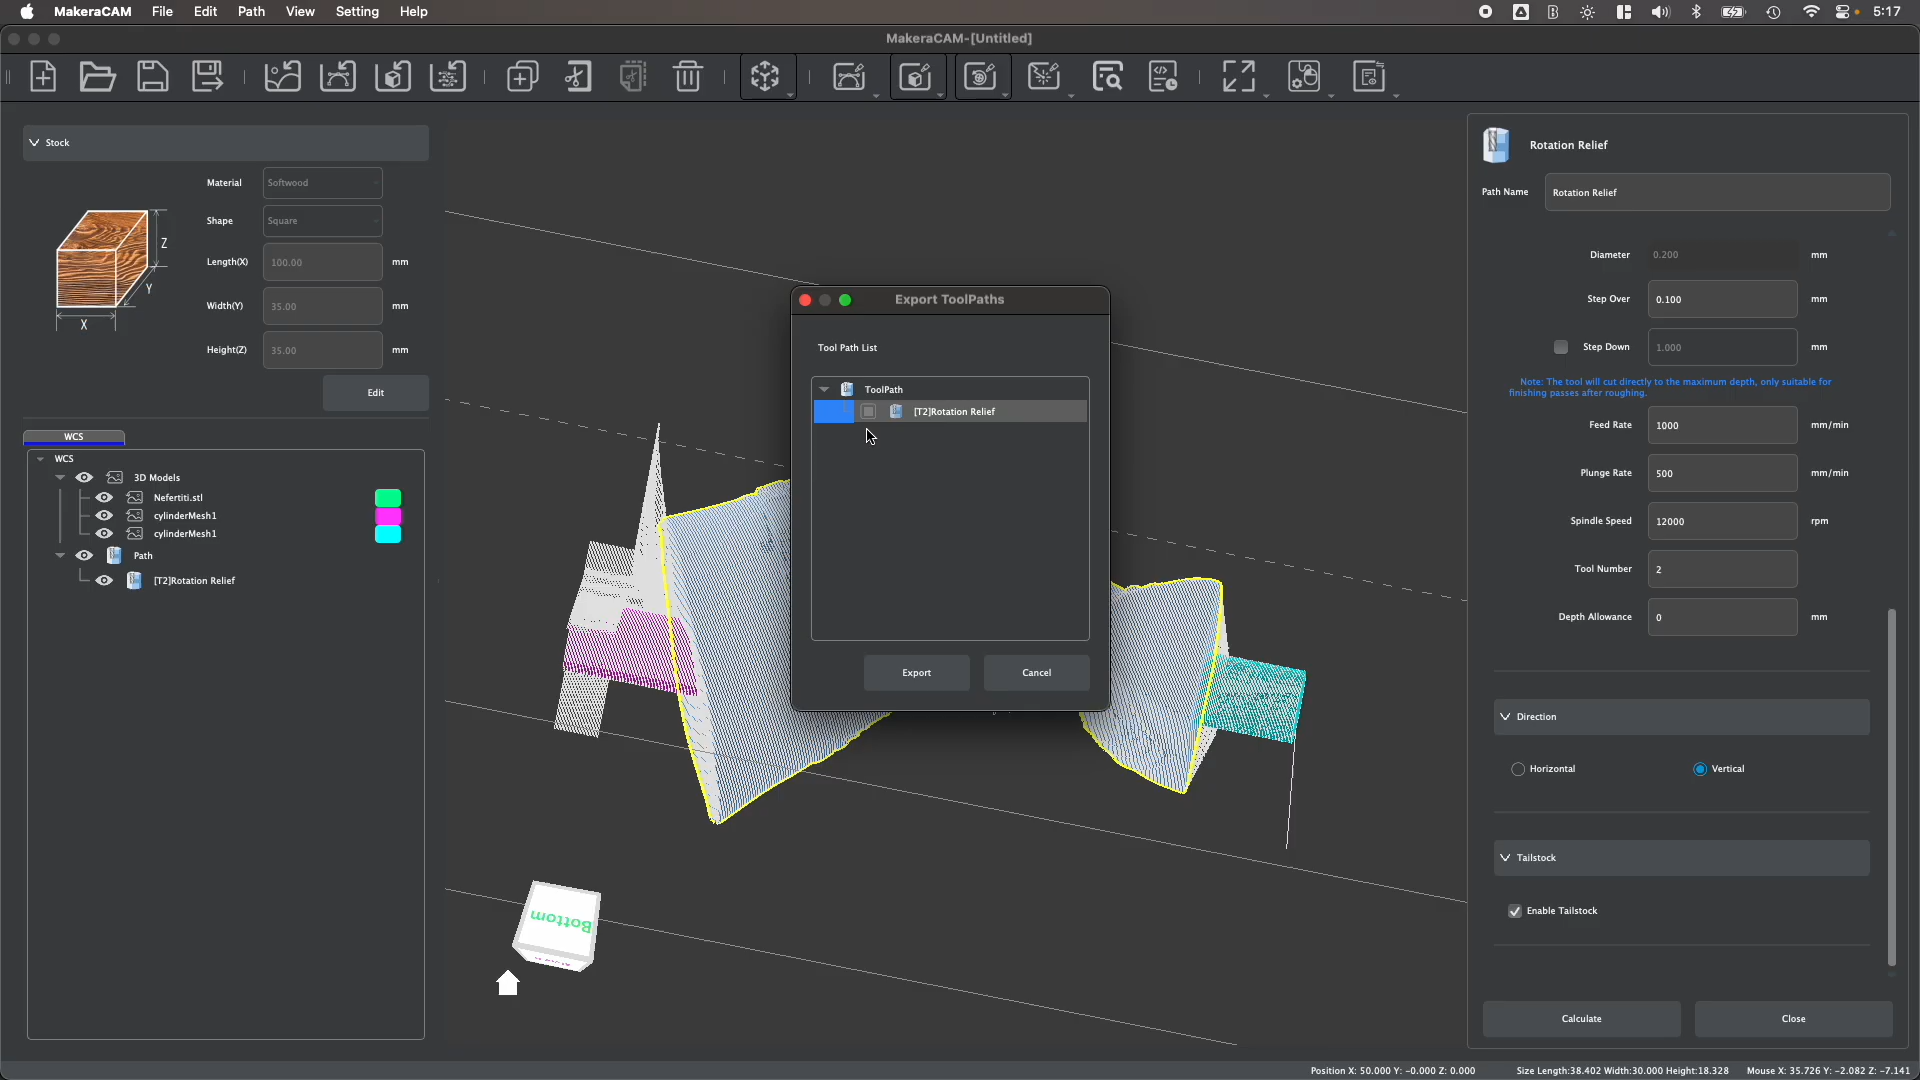 MakeraCAM File Edit Path View Setting Help 5:17
MakeraCAM-[Untitled]
Stock
Material Softwood
Shape Square
Length(X) 100.00 mm
Width(Y) 35.00 mm
Height(Z) 35.00 mm
Z
Y
X
Edit
WCS
WCS
3D Models
Nefertiti.stl
cylinderMesh1
cylinderMesh1
Path
[T2]Rotation Relief
Bottom
Export ToolPaths
Tool Path List
ToolPath
[T2]Rotation Relief
Export Cancel
Rotation Relief
Path Name Rotation Relief
Diameter 0.200 mm
Step Over 0.100 mm
Step Down 1.000 mm
Note: The tool will cut directly to the maximum depth, only suitable for
finishing passes after roughing.
Feed Rate 1000 mm/min
Plunge Rate 500 mm/min
Spindle Speed 12000 rpm
Tool Number 2
Depth Allowance 0 mm
Direction
Horizontal Vertical
Tailstock
Enable Tailstock
Calculate Close
Position X: 50.000 Y: -0.000 Z: 0.000 Size Length:38.402 Width:30.000 Height:18.328 Mouse X: 35.726 Y: -2.082 Z: -7.141